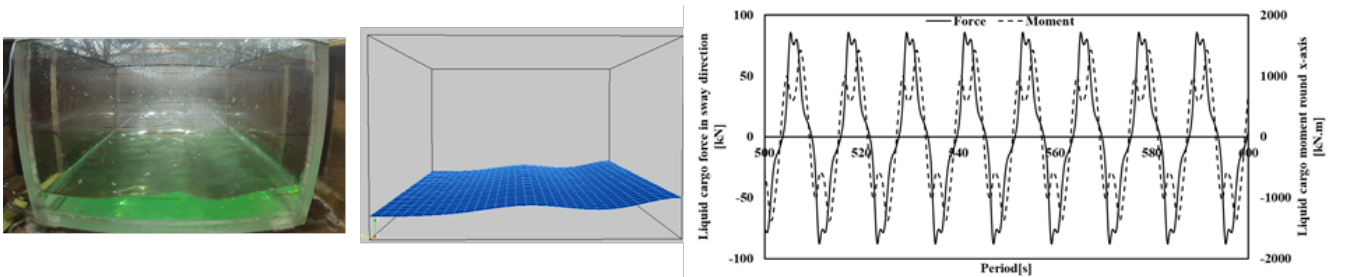 100
2000
Force
Moment
50
1000
0
0
500
520
540
560
580
600
-50
-1000
-100
-2000
Liquid cargo force in sway direction
[kN]
Liquid cargo moment round x-axis
[kN.m]
Period[s]